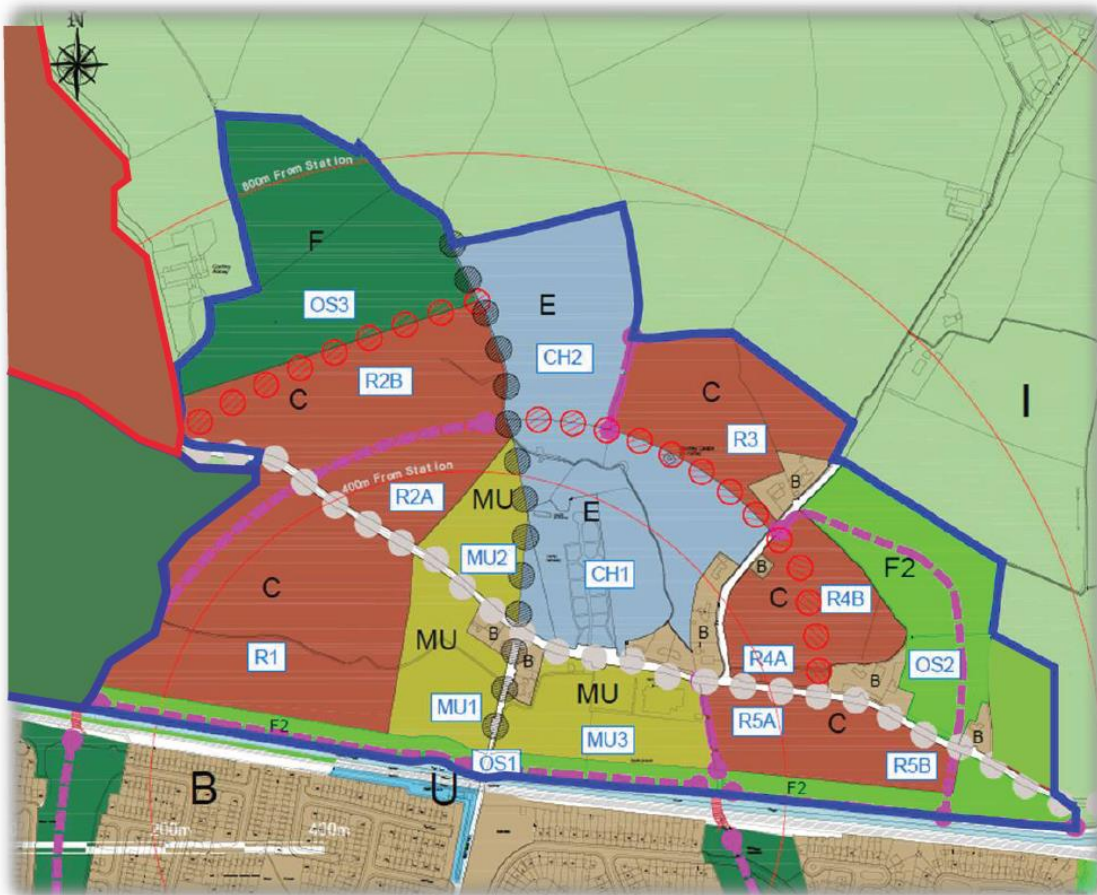 N
800m From Station
F
OS3
E
CH2
R2B
C
C
R3
I
400m From Station
R2A
MU
B
E
MU2
CH1
F2
C
B
C
R4B
MU
B
B
R1
B
R4A
OS2
B
MU1
MU
R5A
C
B
MU3
R5B
OS1
F2
F2
B
U
200m
400m